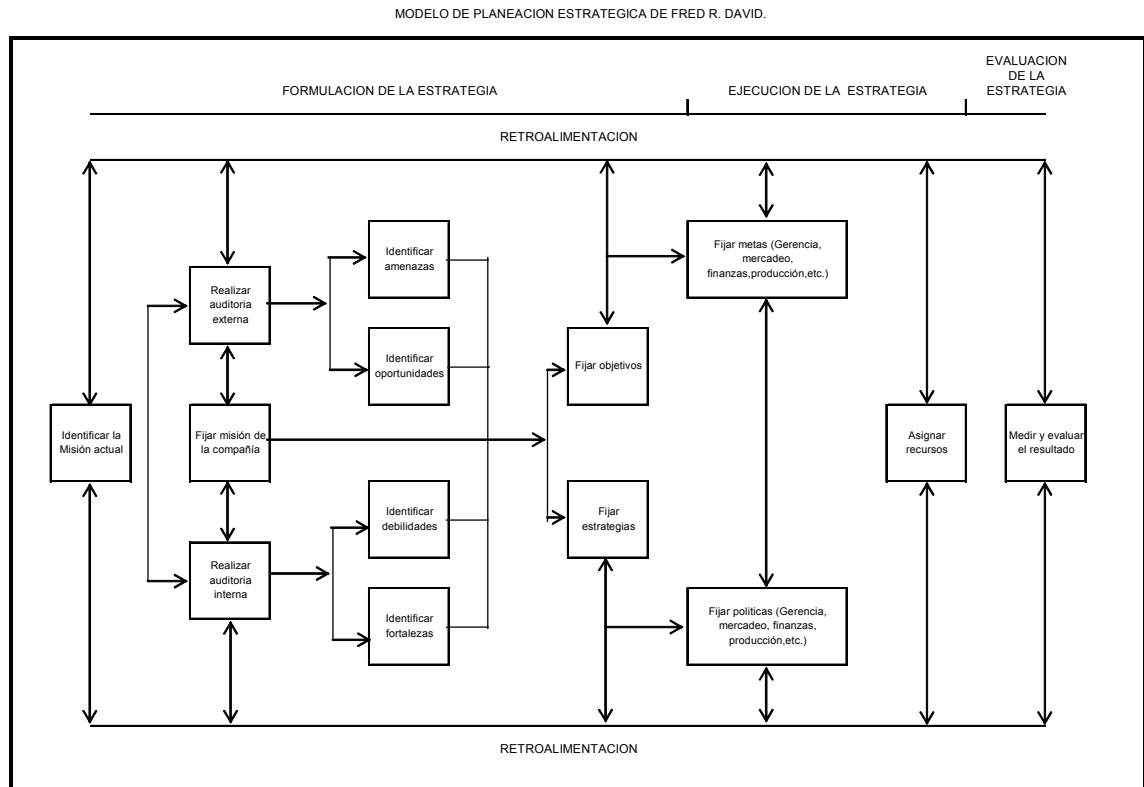 MODELO DE PLANEACION ESTRATEGICA DE FRED R. DAVID.
FORMULACION DE LA ESTRATEGIA
EJECUCION DE LA ESTRATEGIA
EVALUACION
DE LA
ESTRATEGIA
RETROALIMENTACION
Identificar la
Misión actual
Realizar
auditoria
externa
Fijar misión de
la compañía
Realizar
auditoria
interna
Identificar
amenazas
Identificar
oportunidades
Identificar
debilidades
Identificar
fortalezas
Fijar objetivos
Fijar
estrategias
Fijar metas (Gerencia,
mercadeo,
finanzas,producción,etc.)
Fijar politicas (Gerencia,
mercadeo, finanzas,
producción,etc.)
Asignar
recursos
Medir y evaluar
el resultado
RETROALIMENTACION